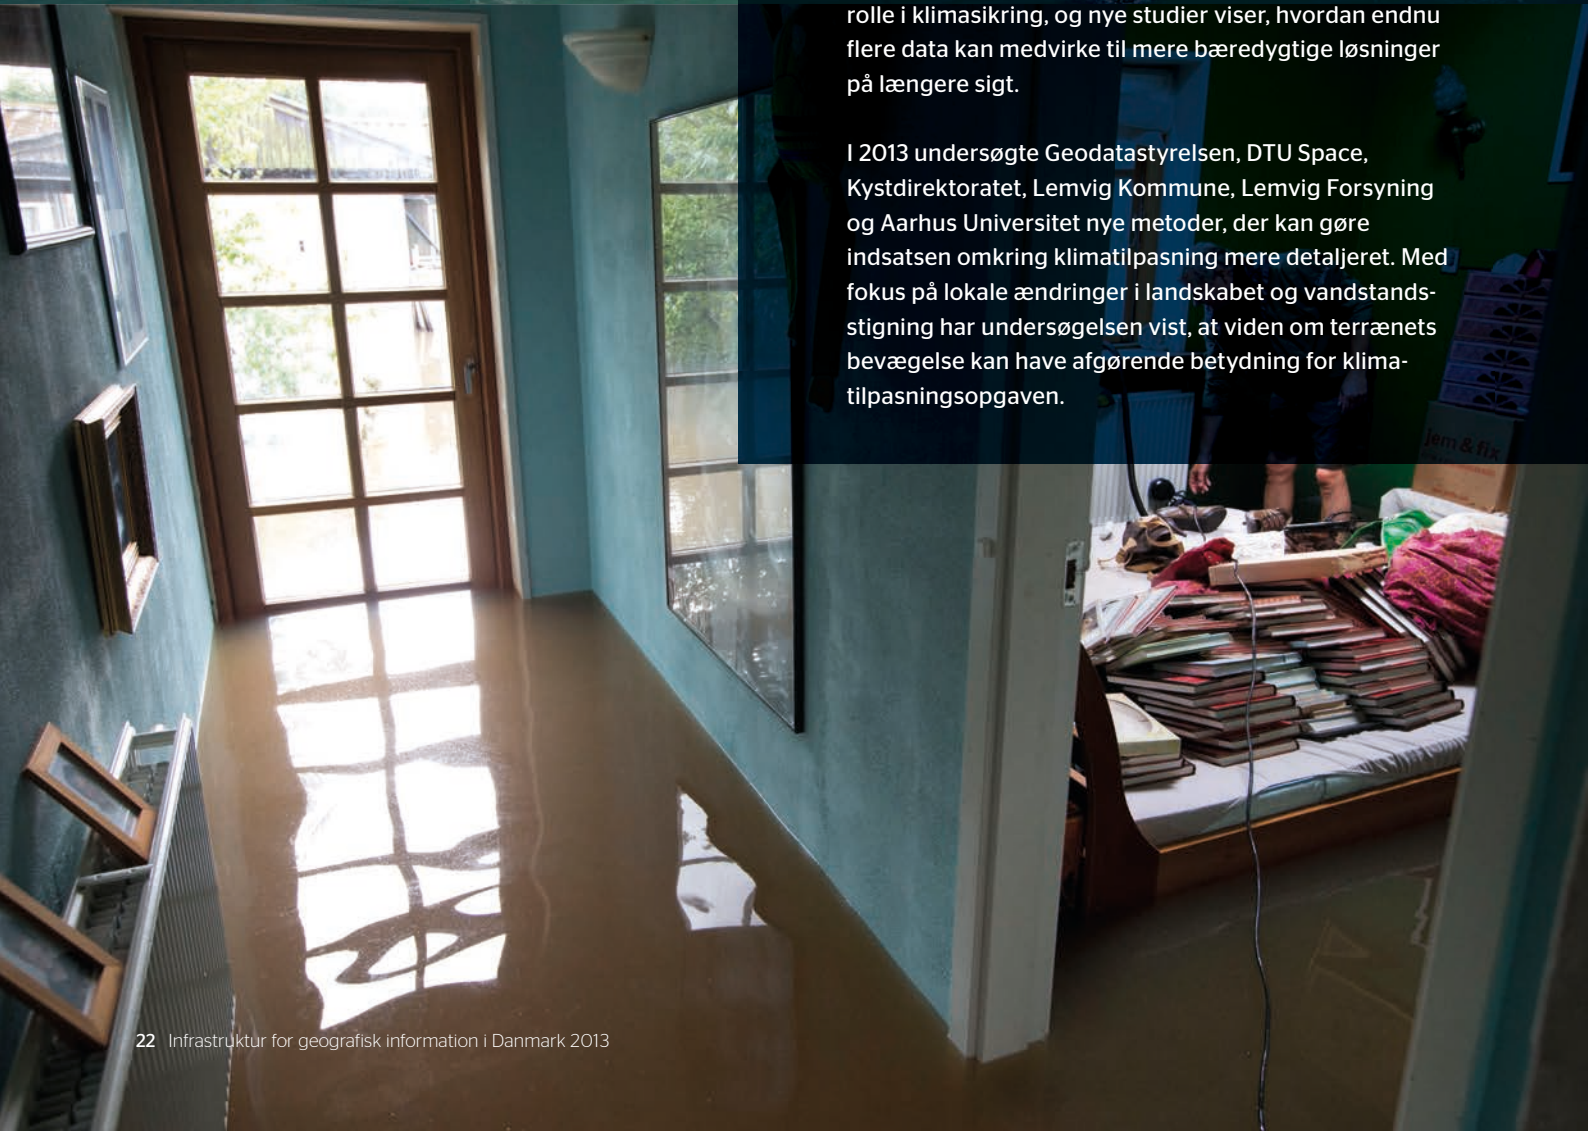 rolle i klimasikring, og nye studier viser, hvordan endnu
flere data kan medvirke til mere bæredygtige løsninger
på længere sigt.
I 2013 undersøgte Geodatastyrelsen, DTU Space,
Kystdirektoratet, Lemvig Kommune, Lemvig Forsyning
og Aarhus Universitet nye metoder, der kan gøre
indsatsen omkring klimatilpasning mere detaljeret. Med
fokus på lokale ændringer i landskabet og vandstands-
stigning har undersøgelsen vist, at viden om terrænets
bevægelse kan have afgørende betydning for klima-
tilpasningsopgaven.
jem & fix
22 Infrastruktur for geografisk information i Danmark 2013